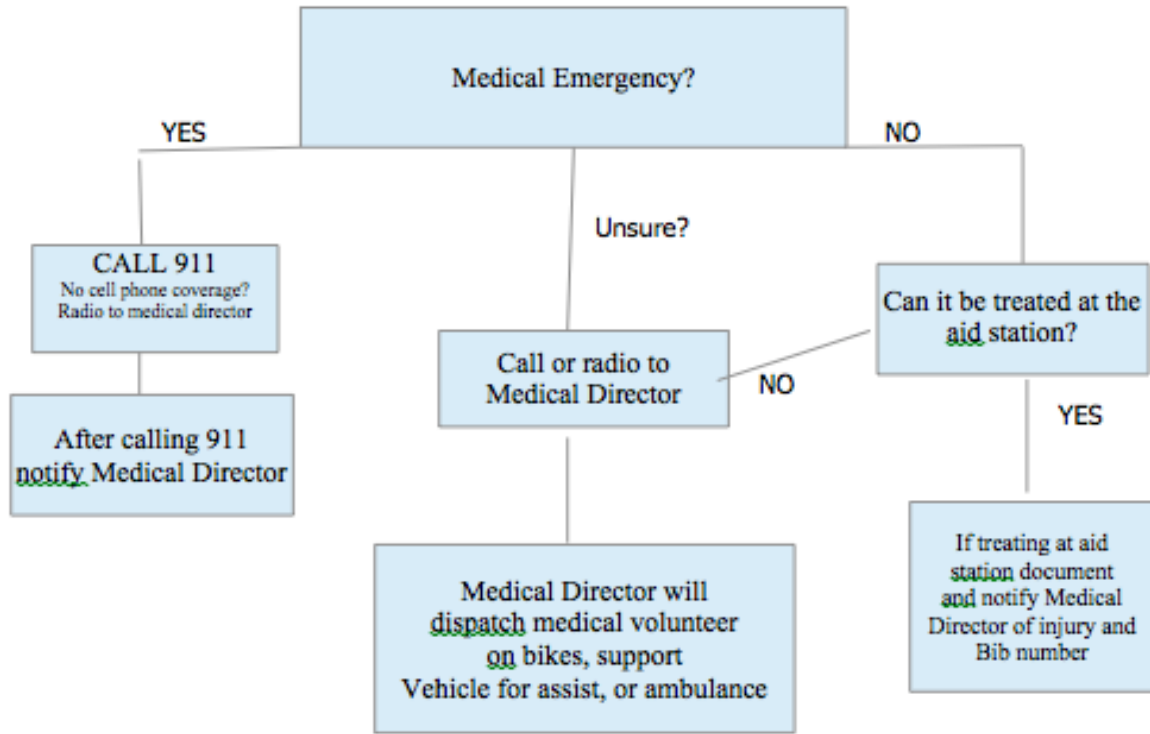 Medical Emergency?
YES
NO
Unsure?
CALL 911
No cell phone coverage?
Radio to medical director
Can it be treated at the
aid station?
Call or radio to
Medical Director
NO
YES
After calling 911
notify Medical Director
If treating at aid
station document
and notify Medical
Director of injury and
Bib number
Medical Director will
dispatch medical volunteer
on bikes, support
Vehicle for assist, or ambulance